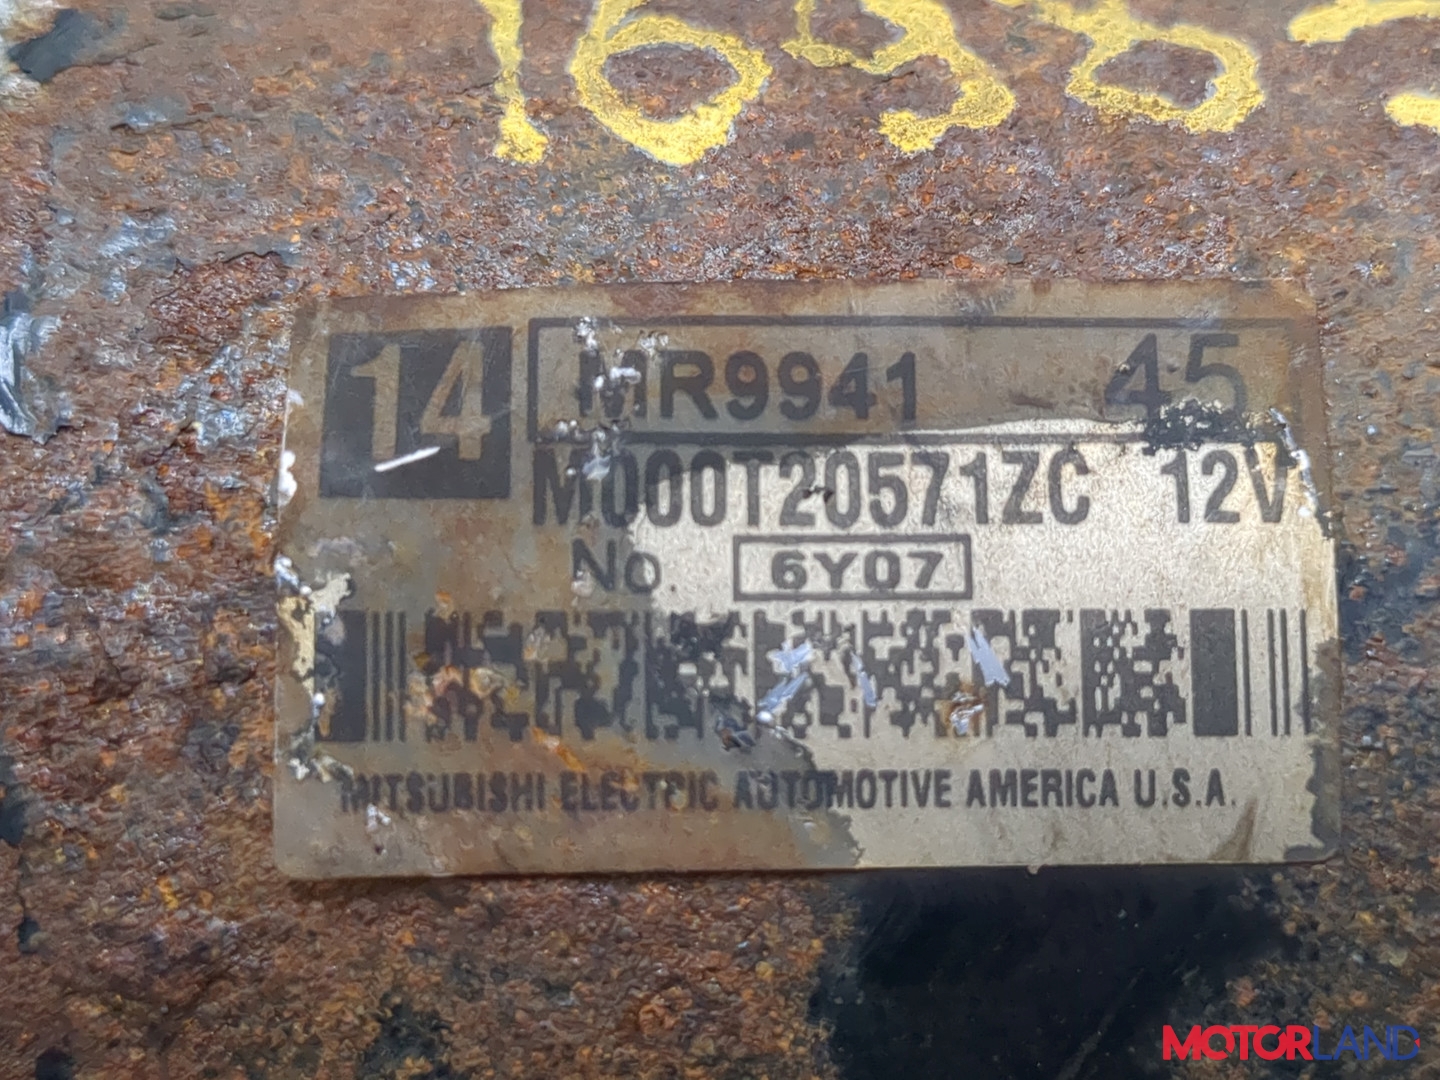 14 MR9941 45
M000T20571ZC 12V
No. 6Y07
MITSUBISHI ELECTRIC AUTOMOTIVE AMERICA U.S.A.
MOTORLAND